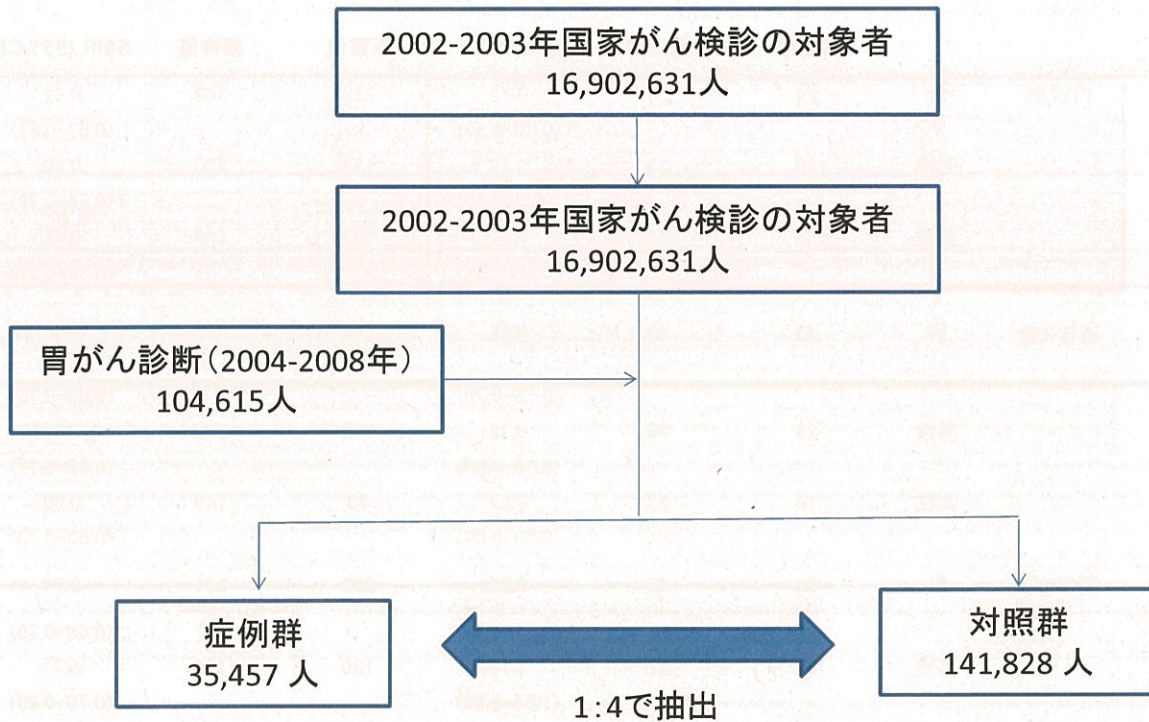 2002-2003年国家がん検診の対象者
16,902,631人
2002-2003年国家がん検診の対象者
16,902,631人
胃がん診断(2004-2008年)
104,615人
症例群
35,457 人
対照群
141,828 人
1:4で抽出